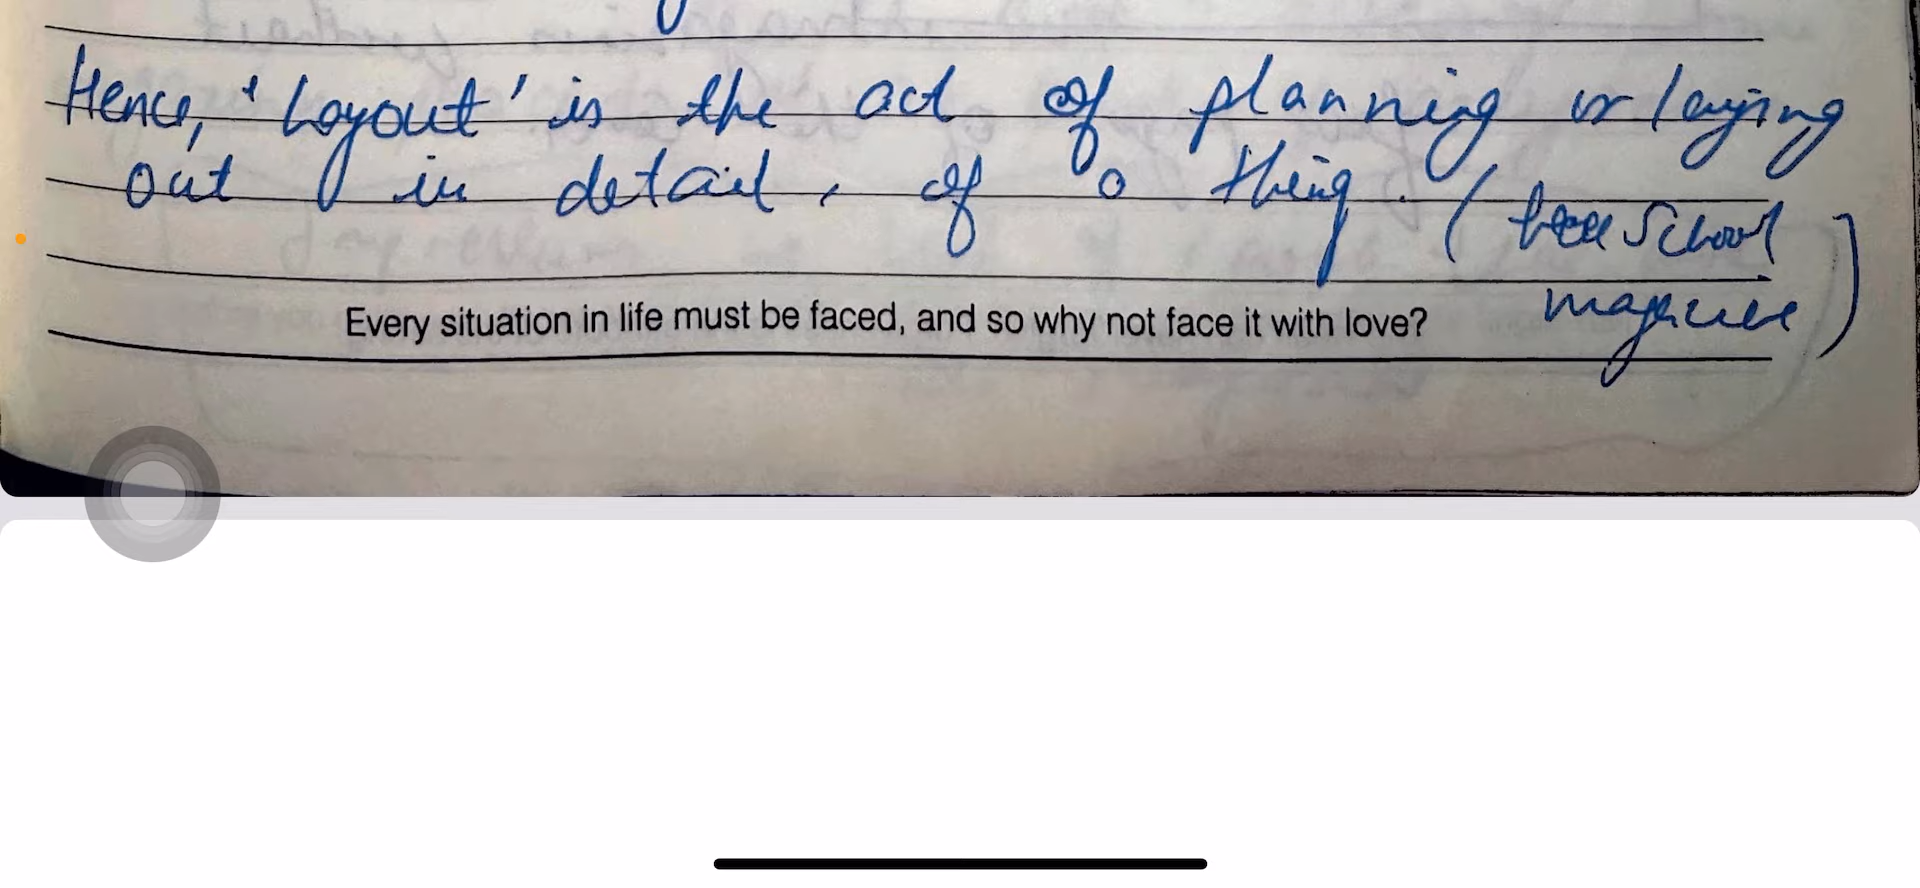 Hence, 'Layout' is the act of planning or laying
out in detail, of a thing. (
School
magazine)
Every situation in life must be faced, and so why not face it with love?